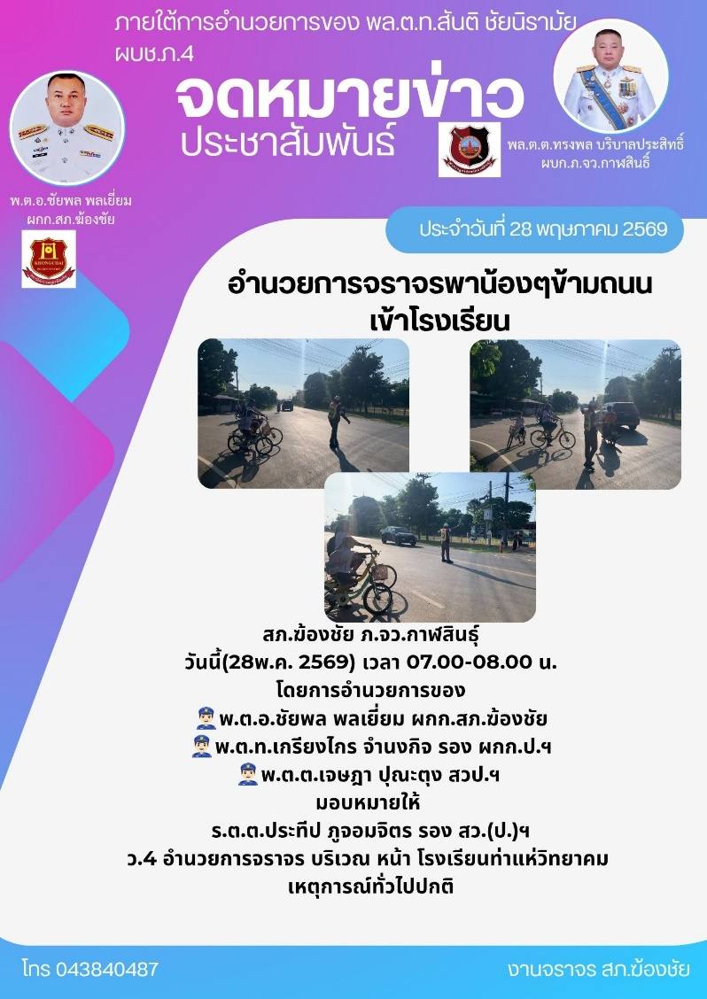 ภายใต้การอำนวยการของ พล.ต.ท.สันติ ชัยนิรามัย
ผบช.ภ.4
จดหมายข่าว
ประชาสัมพันธ์
พล.ต.ต.ทรงพล บริบาลประสิทธิ์
ผบก.ภ.จว.กาฬสินธิ์
พ.ต.อ.ชัยพล พลเยี่ยม
ผกก.สภ.ฆ้องชัย
KHONGCHAI
POLICE STATION
ประจำวันที่ 28 พฤษภาคม 2569
อำนวยการจราจรพาน้องๆข้ามถนน
เข้าโรงเรียน
สภ.ฆ้องชัย ภ.จว.กาฬสินธุ์
วันนี้(28พ.ค. 2569) เวลา 07.00-08.00 น.
โดยการอำนวยการของ
👮🏻‍♂️พ.ต.อ.ชัยพล พลเยี่ยม ผกก.สภ.ฆ้องชัย
👮🏻‍♂️พ.ต.ท.เกรียงไกร จำนงกิจ รอง ผกก.ป.ฯ
👮🏻‍♂️พ.ต.ต.เจษฎา ปุณะตุง สวป.ฯ
มอบหมายให้
ร.ต.ต.ประทีป ภูจอมจิตร รอง สว.(ป.)ฯ
ว.4 อำนวยการจราจร บริเวณ หน้า โรงเรียนท่าแห่วิทยาคม
เหตุการณ์ทั่วไปปกติ
โทร 043840487
งานจราจร สภ.ฆ้องชัย